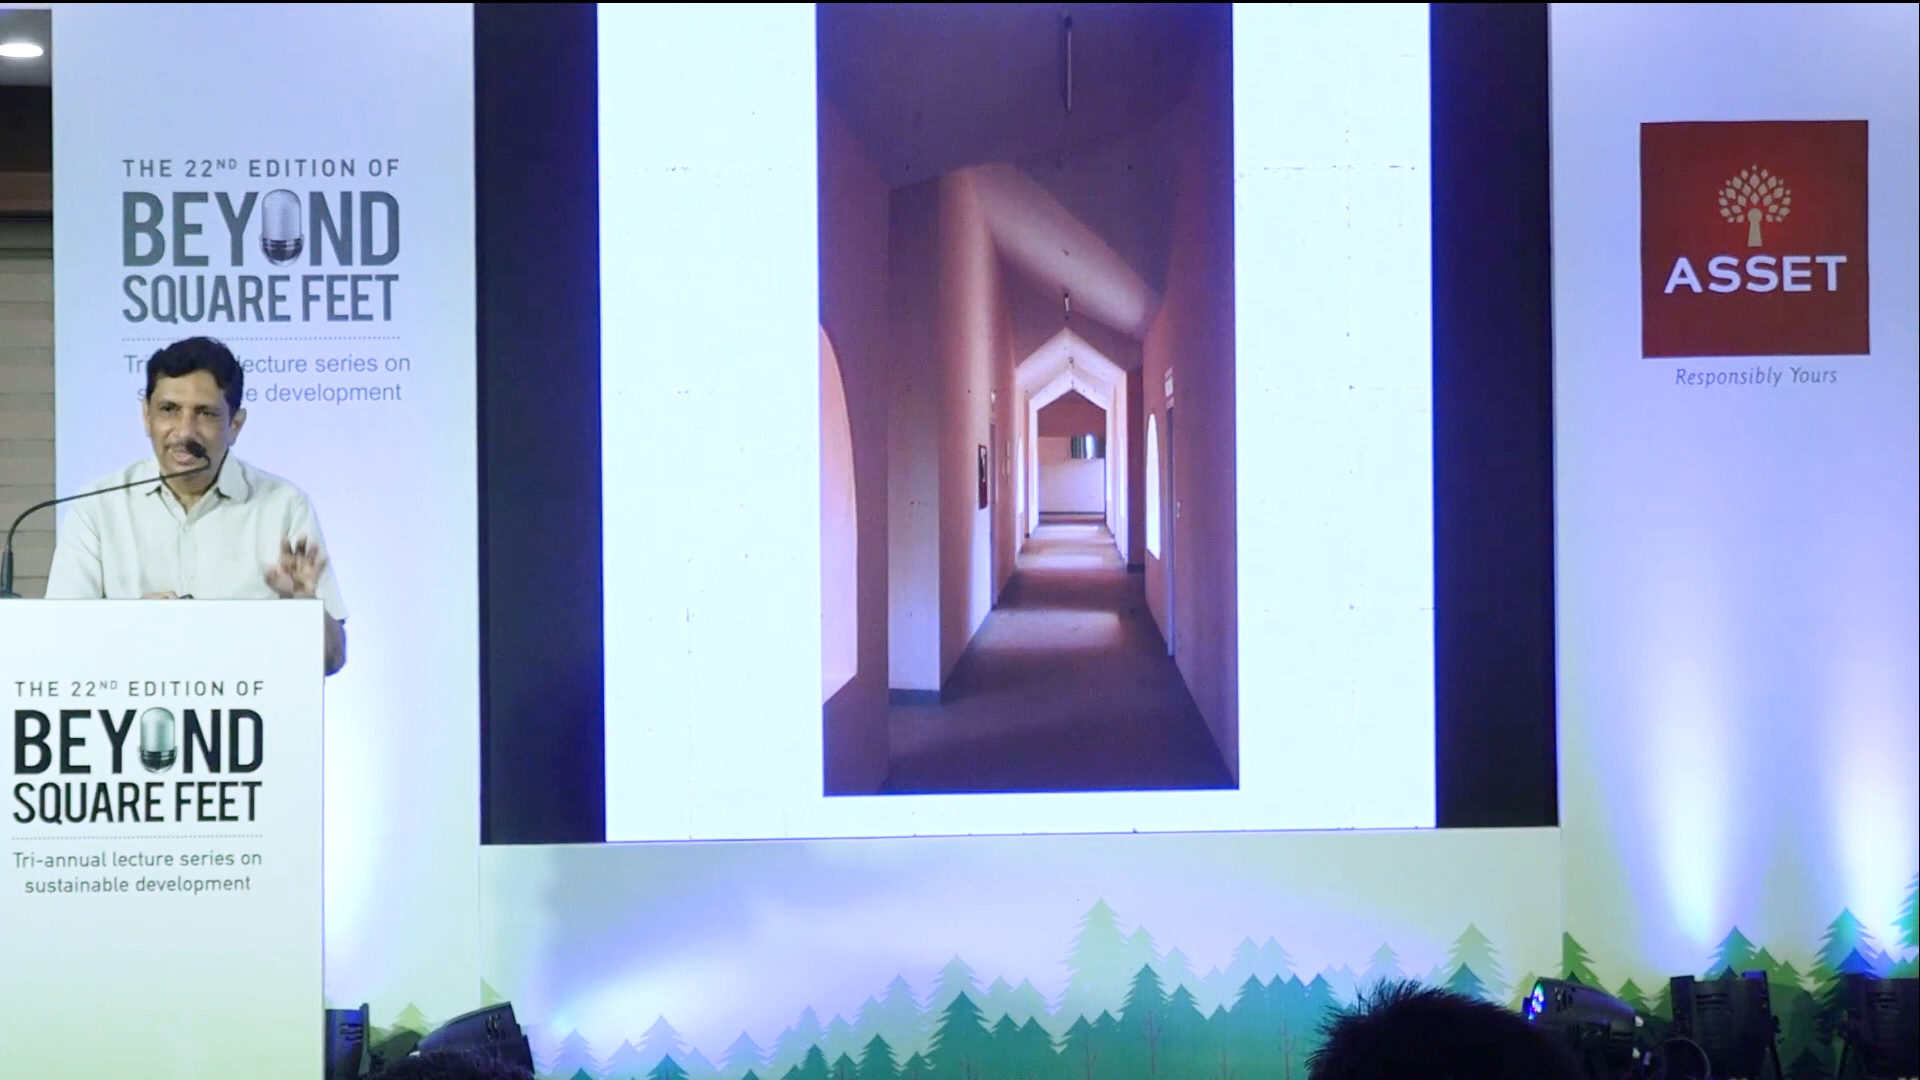 THE 22ND EDITION OF
BEYOND
SQUARE FEET
lecture series on
development
ASSET
Responsibly Yours
THE 22ND EDITION OF
BEYOND
SQUARE FEET
Tri-annual lecture series on
sustainable development